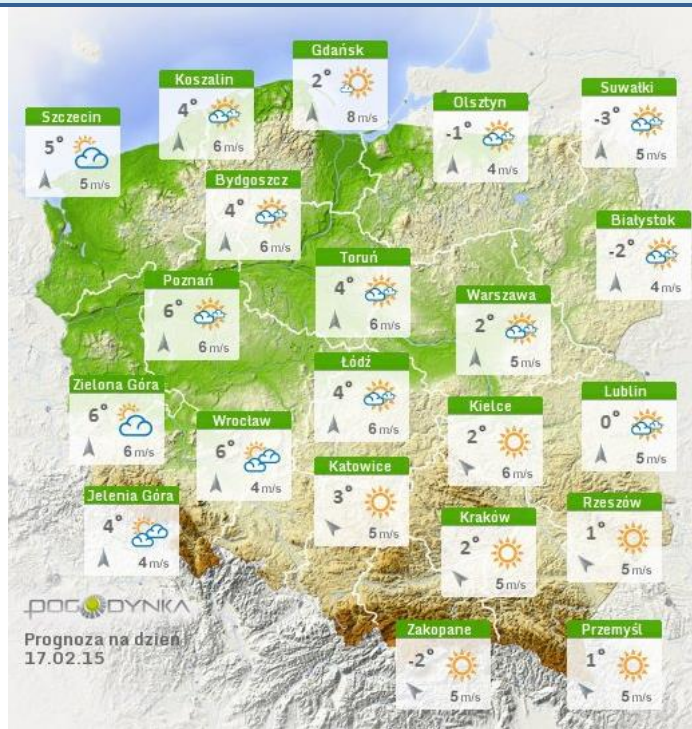 Gdańsk
2°
8 m/s
Koszalin
4°
6 m/s
Suwałki
-3°
5 m/s
Olsztyn
-1°
4 m/s
Szczecin
5°
5 m/s
Bydgoszcz
4°
6 m/s
Białystok
-2°
4 m/s
Toruń
4°
6 m/s
Poznań
6°
6 m/s
Warszawa
2°
5 m/s
Łódź
4°
6 m/s
Zielona Góra
6°
6 m/s
Lublin
0°
5 m/s
Kielce
2°
6 m/s
Wrocław
6°
4 m/s
Katowice
3°
5 m/s
Jelenia Góra
4°
4 m/s
Rzeszów
1°
5 m/s
Kraków
2°
5 m/s
POGODYNKA
Prognoza na dzień
17.02.15
Zakopane
-2°
5 m/s
Przemyśl
1°
5 m/s